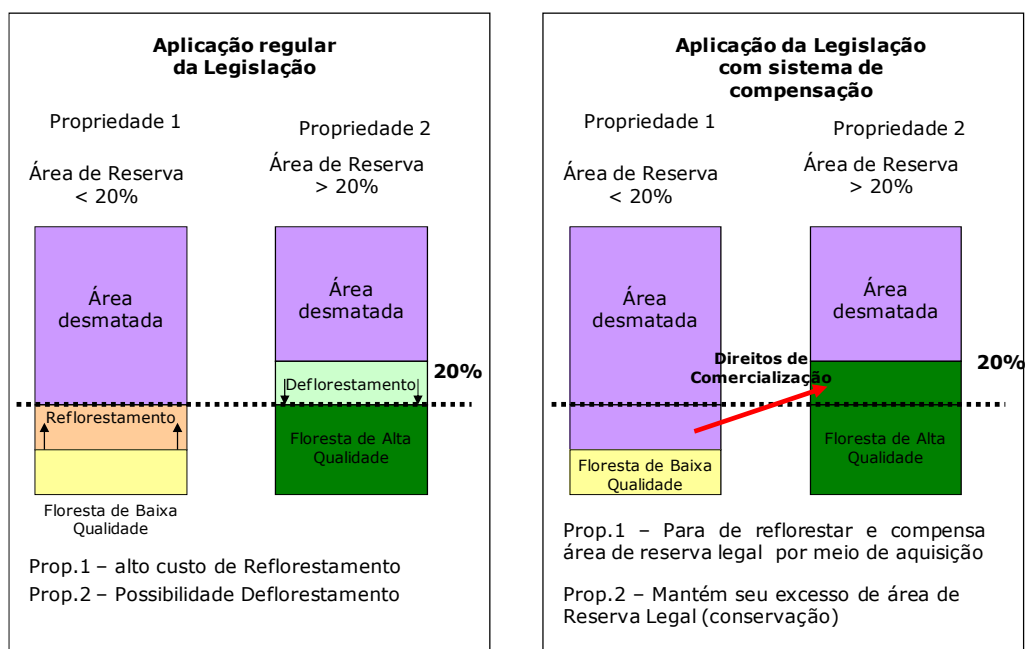 Aplicação regular
da Legislação
Propriedade 1
Propriedade 2
Área de Reserva
< 20%
Área de Reserva
> 20%
Área
desmatada
Área
desmatada
20%
Deflorestamento
Reflorestamento
Floresta de Alta
Qualidade
Floresta de Baixa
Qualidade
Prop.1 – alto custo de Reflorestamento
Prop.2 – Possibilidade Deflorestamento
Aplicação da Legislação
com sistema de
compensação
Propriedade 1
Propriedade 2
Área de Reserva
< 20%
Área de Reserva
> 20%
Área
desmatada
Área
desmatada
Direitos de
Comercialização
20%
Floresta de Alta
Qualidade
Floresta de Baixa
Qualidade
Prop.1 – Para de reflorestar e compensa
área de reserva legal por meio de aquisição
Prop.2 – Mantém seu excesso de área de
Reserva Legal (conservação)